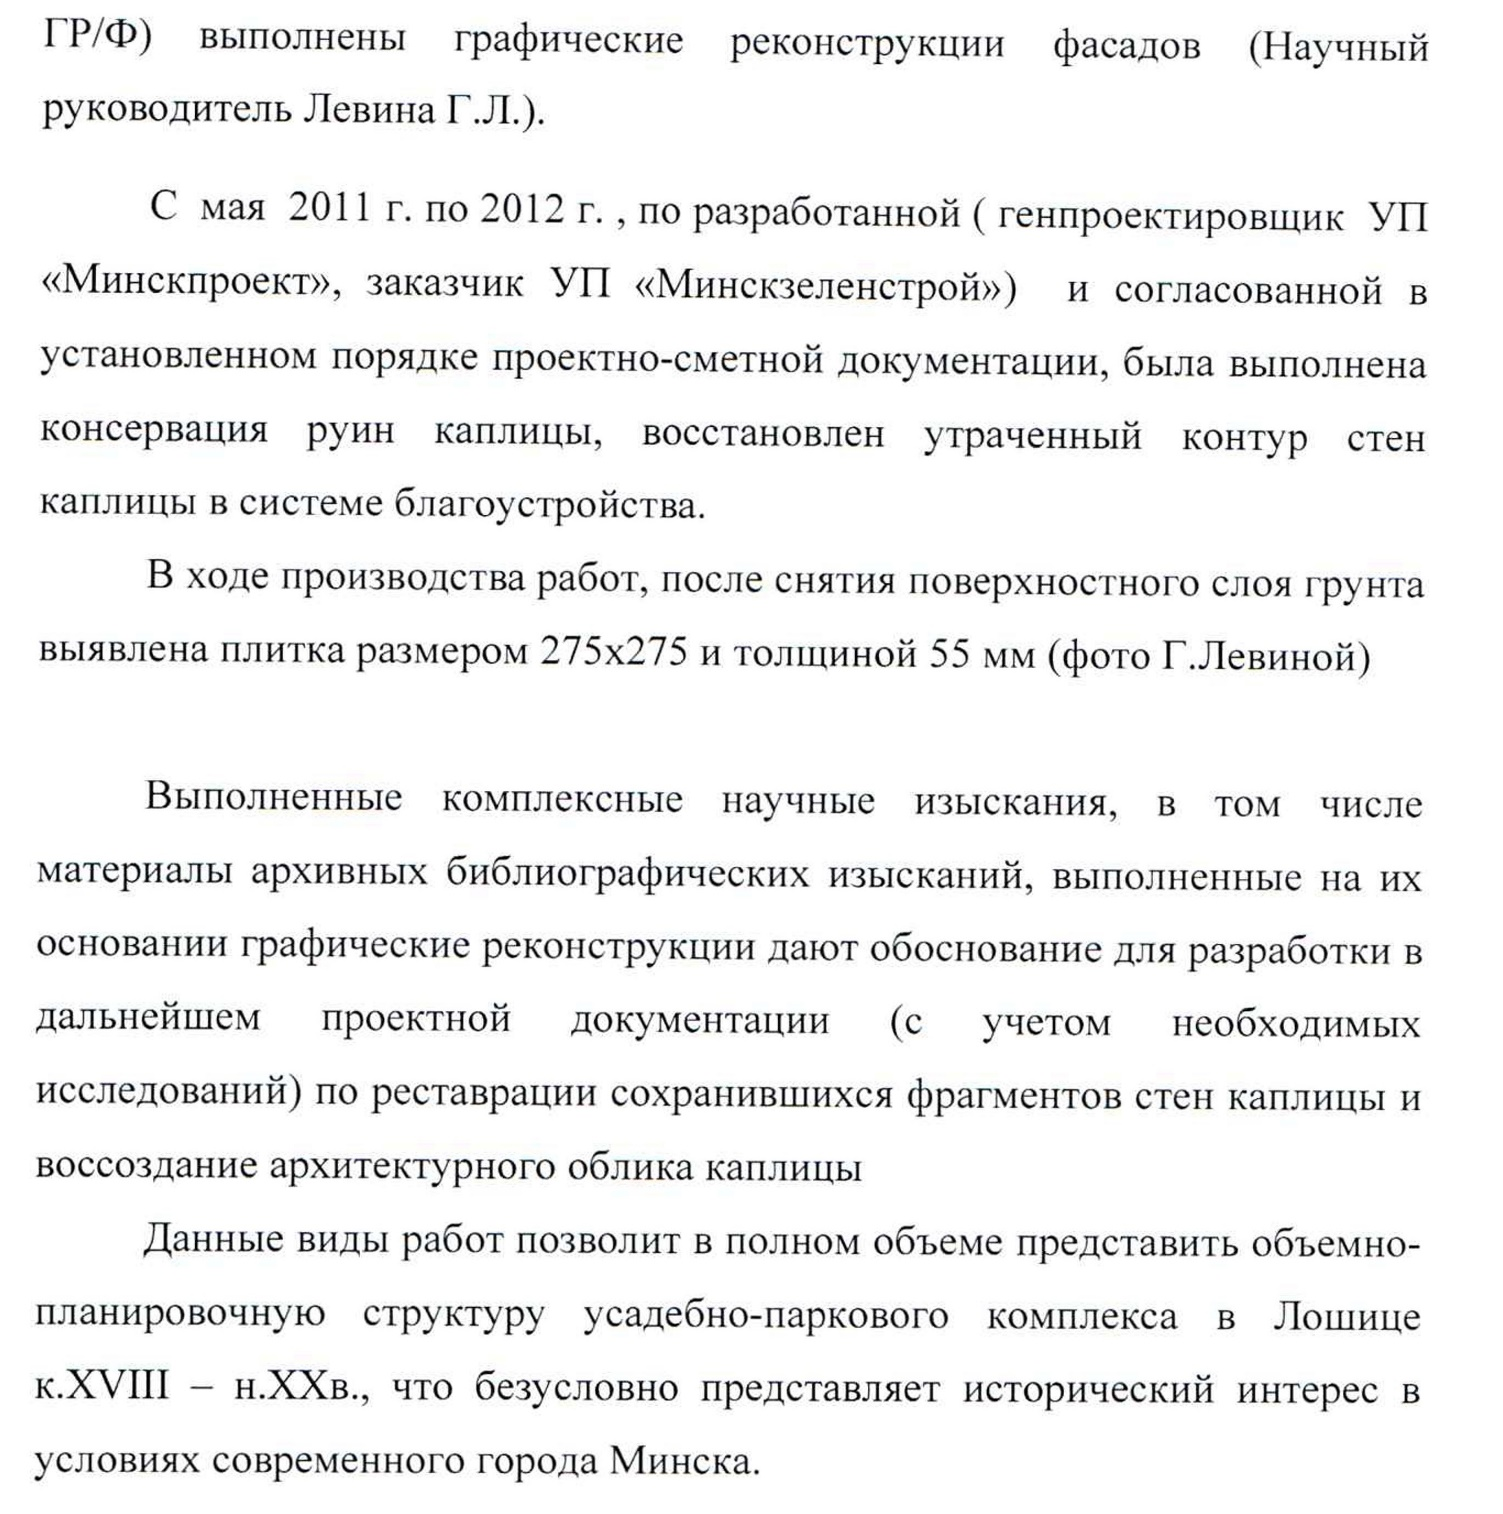 ГР/Ф) выполнены графические реконструкции фасадов (Научный
руководитель Левина Г.Л.).
С мая 2011 г. по 2012 г. , по разработанной ( генпроектировщик УП
«Минскпроект», заказчик УП «Минскзеленстрой») и согласованной в
установленном порядке проектно-сметной документации, была выполнена
консервация руин каплицы, восстановлен утраченный контур стен
каплицы в системе благоустройства.
В ходе производства работ, после снятия поверхностного слоя грунта
выявлена плитка размером 275х275 и толщиной 55 мм (фото Г.Левиной)
Выполненные комплексные научные изыскания, в том числе
материалы архивных библиографических изысканий, выполненные на их
основании графические реконструкции дают обоснование для разработки в
дальнейшем проектной документации (с учетом необходимых
исследований) по реставрации сохранившихся фрагментов стен каплицы и
воссоздание архитектурного облика каплицы
Данные виды работ позволит в полном объеме представить объемно-
планировочную структуру усадебно-паркового комплекса в Лошице
к.XVIII – н.XXв., что безусловно представляет исторический интерес в
условиях современного города Минска.